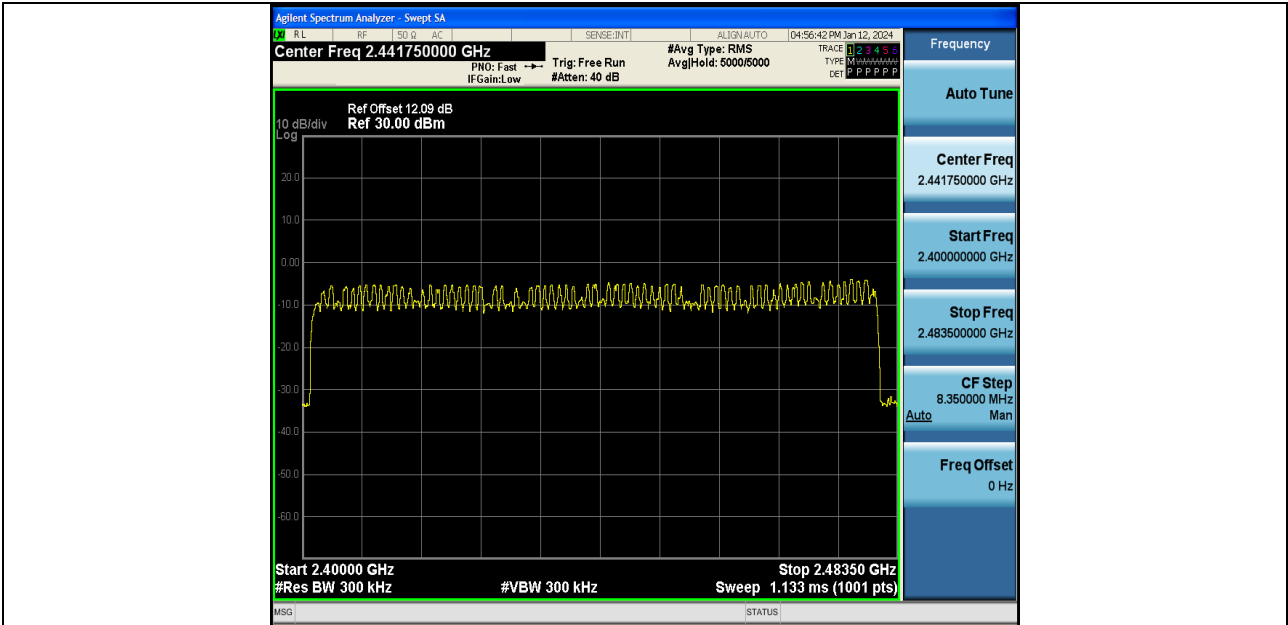 Agilent Spectrum Analyzer - Swept SA
RL RF 50 Ω AC SENSE:INT ALIGN AUTO 04:56:42 PM Jan 12, 2024
Center Freq 2.441750000 GHz
PNO: Fast
IFGain:Low
Trig: Free Run
#Atten: 40 dB
#Avg Type: RMS
Avg|Hold: 5000/5000
TRACE 1 2 3 4 5 6
TYPE M
DET P P P P P P
Ref Offset 12.09 dB
10 dB/div Ref 30.00 dBm
Log
20.0
10.0
0.00
-10.0
-20.0
-30.0
-40.0
-50.0
-60.0
Start 2.40000 GHz Stop 2.48350 GHz
#Res BW 300 kHz #VBW 300 kHz Sweep 1.133 ms (1001 pts)
MSG STATUS
Frequency
Auto Tune
Center Freq
2.441750000 GHz
Start Freq
2.400000000 GHz
Stop Freq
2.483500000 GHz
CF Step
8.350000 MHz
Auto Man
Freq Offset
0 Hz